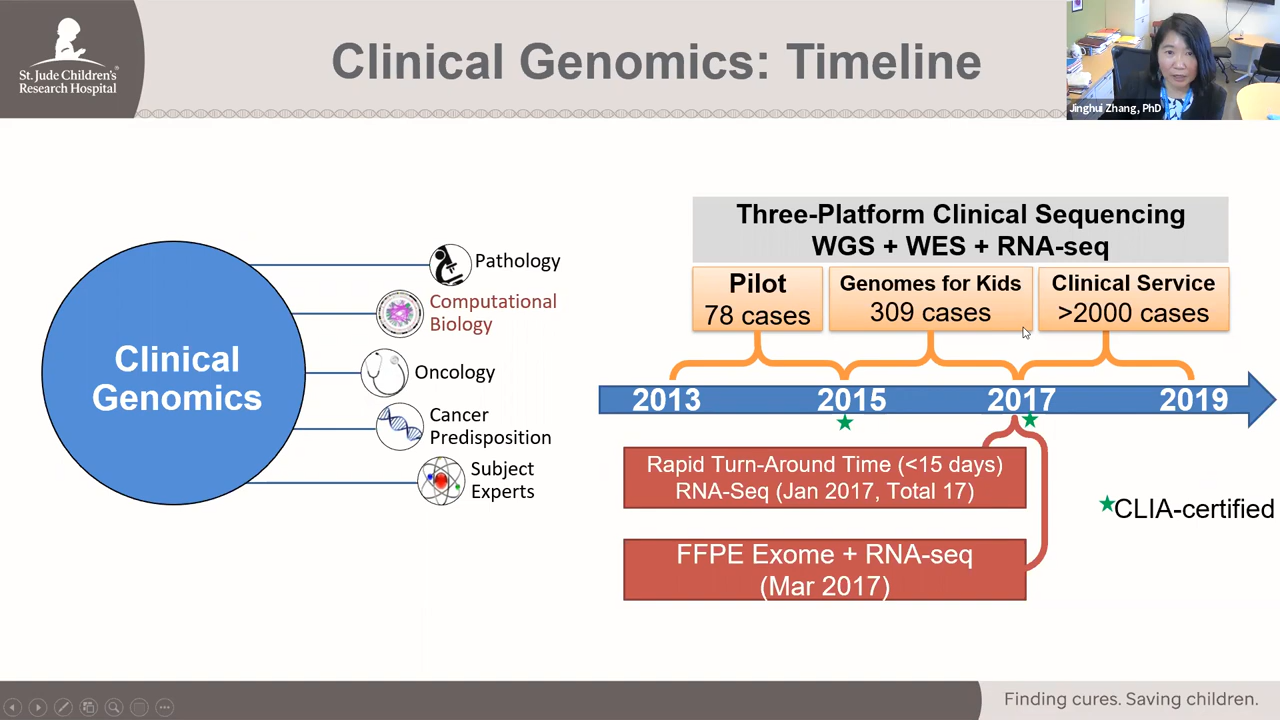 St. Jude Children's®
Research Hospital
Clinical Genomics: Timeline
Jinghui Zhang, PhD
Clinical
Genomics
Pathology
Computational
Biology
Oncology
Cancer
Predisposition
Subject
Experts
Three-Platform Clinical Sequencing
WGS + WES + RNA-seq
Pilot
78 cases
Genomes for Kids
309 cases
Clinical Service
>2000 cases
2013
2015
2017
2019
Rapid Turn-Around Time (<15 days)
RNA-Seq (Jan 2017, Total 17)
FFPE Exome + RNA-seq
(Mar 2017)
CLIA-certified
Finding cures. Saving children.